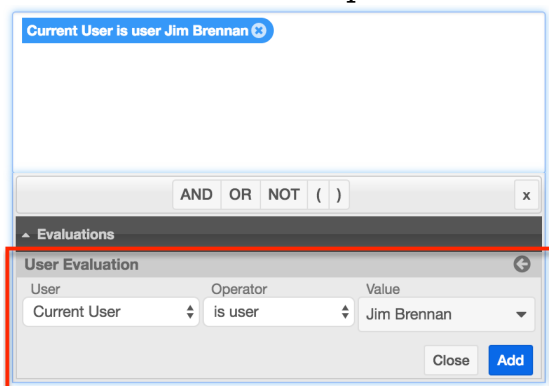 Current User is user Jim Brennan
AND OR NOT ( ) x
Evaluations
User Evaluation
User Operator Value
Current User is user Jim Brennan
Close Add